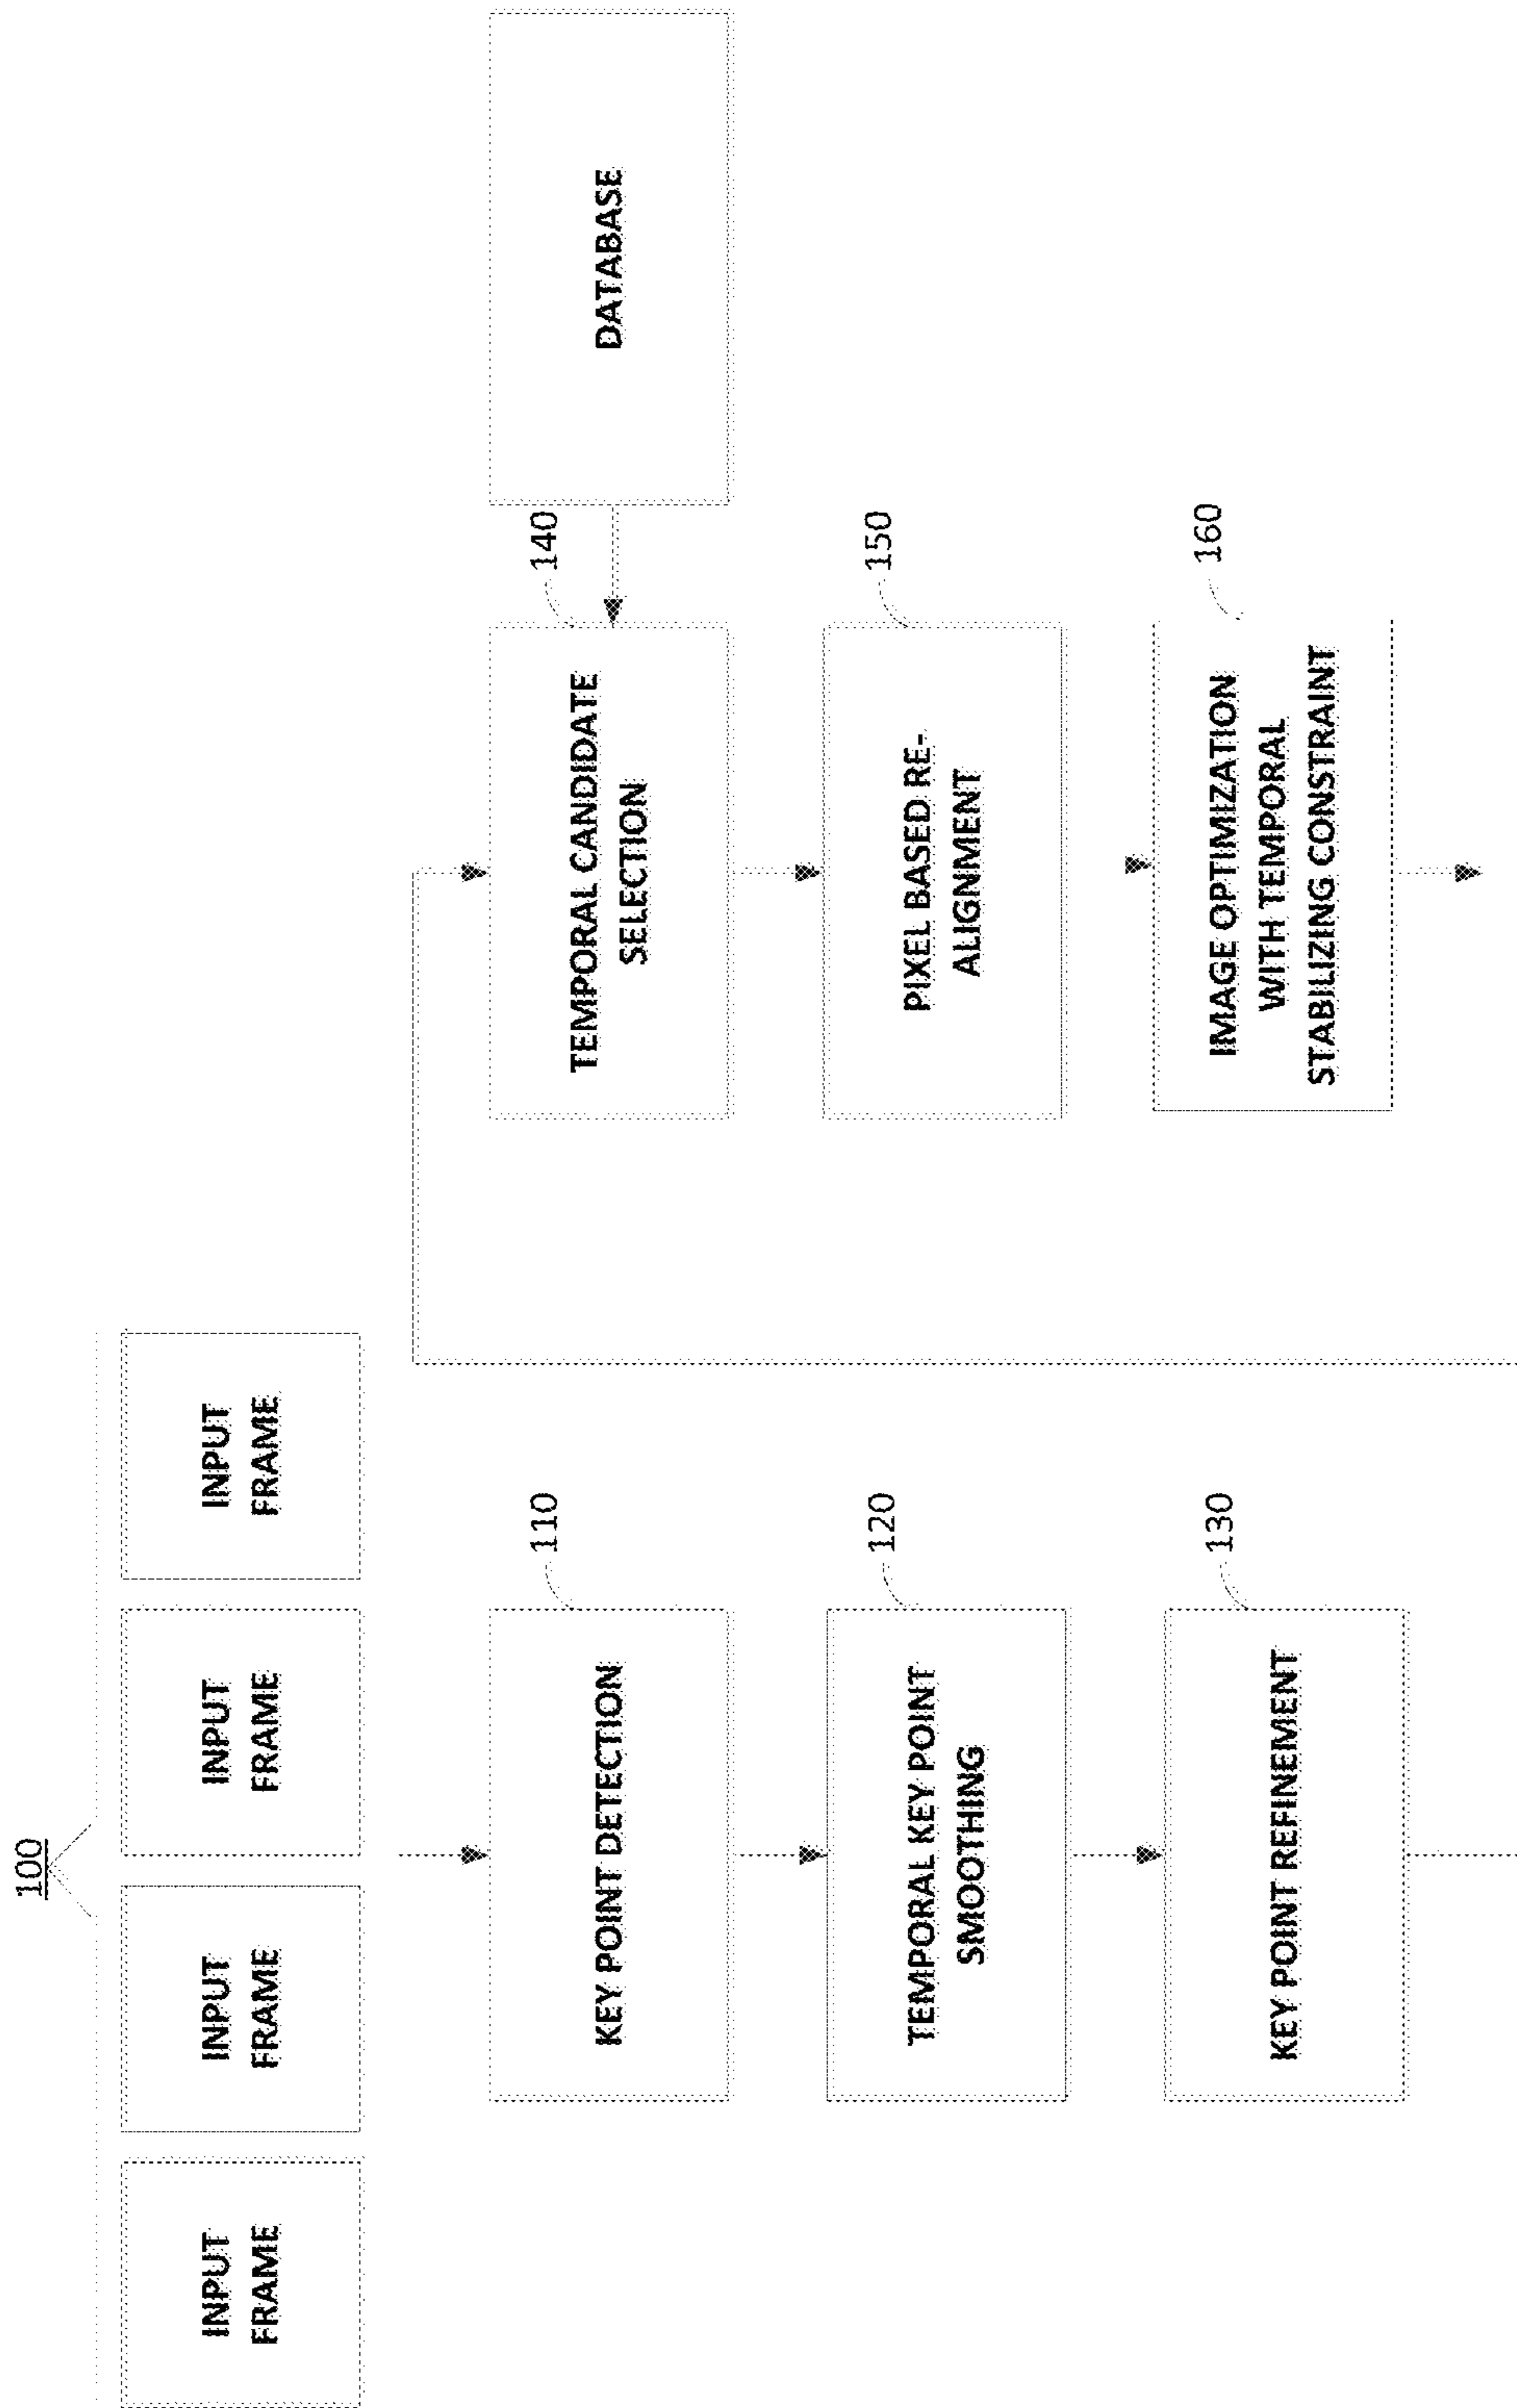 100
INPUT
FRAME
INPUT
FRAME
INPUT
FRAME
INPUT
FRAME
KEY POINT DETECTION
110
TEMPORAL KEY POINT
SMOOTHING
120
KEY POINT REFINEMENT
130
DATABASE
TEMPORAL CANDIDATE
SELECTION
140
PIXEL BASED RE-
ALIGNMENT
150
IMAGE OPTIMIZATION
WITH TEMPORAL
STABILIZING CONSTRAINT
160